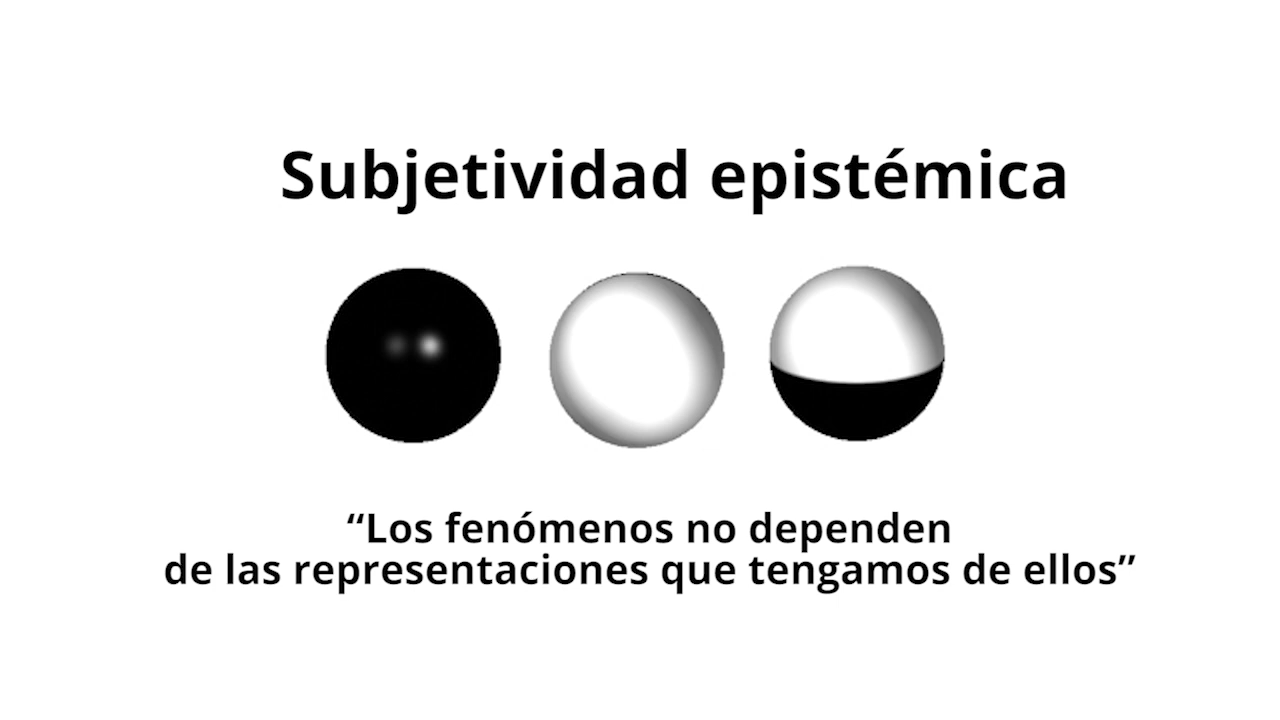 Subjetividad epistémica
“Los fenómenos no dependen
de las representaciones que tengamos de ellos”